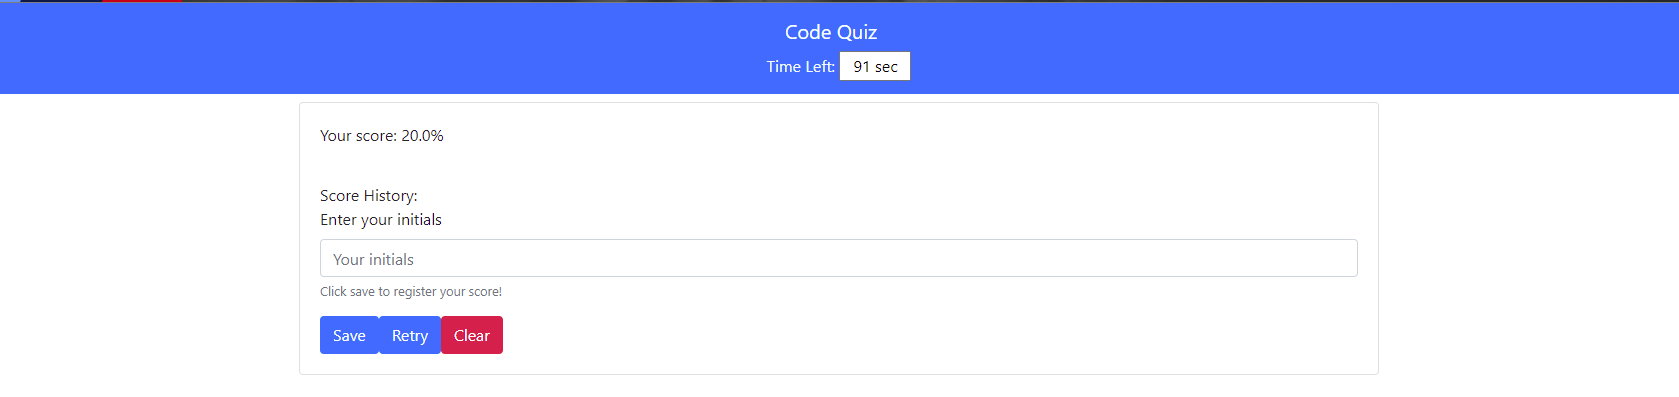 Code Quiz
Time Left: 91 sec
Your score: 20.0%
Score History:
Enter your initials
Your initials
Click save to register your score!
Save Retry Clear